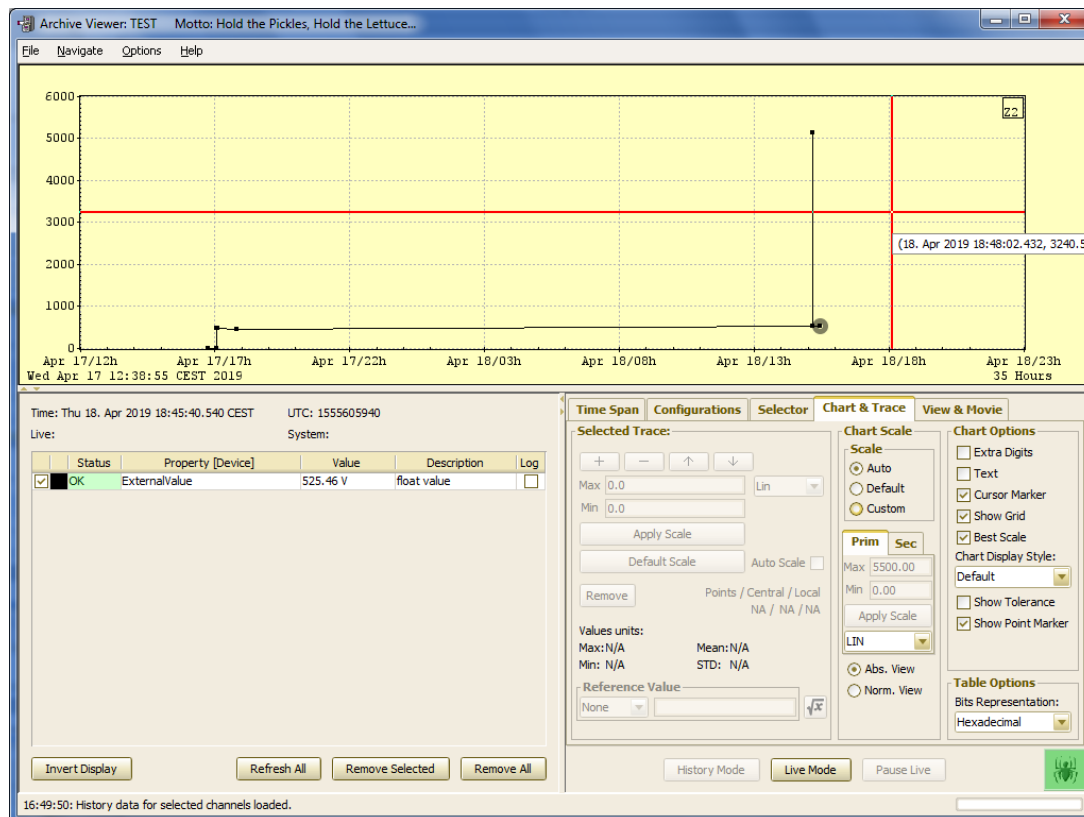 Archive Viewer: TEST Motto: Hold the Pickles, Hold the Lettuce...
File Navigate Options Help
6000
Z2
5000
4000
3000
(18. Apr 2019 18:48:02.432, 3240.5
2000
1000
0
Apr 17/12h Apr 17/17h Apr 17/22h Apr 18/03h Apr 18/08h Apr 18/13h Apr 18/18h Apr 18/23h
Wed Apr 17 12:38:55 CEST 2019 35 Hours
Time: Thu 18. Apr 2019 18:45:40.540 CEST UTC: 1555605940
Live: System:
Status Property [Device] Value Description Log
OK ExternalValue 525.46 V float value
Invert Display Refresh All Remove Selected Remove All
Time Span Configurations Selector Chart & Trace View & Movie
Selected Trace:
+ − ↑ ↓
Max 0.0 Lin
Min 0.0
Apply Scale
Default Scale Auto Scale
Remove Points / Central / Local
NA / NA / NA
Values units:
Max: N/A Mean: N/A
Min: N/A STD: N/A
Reference Value
None √x
Chart Scale
Scale
Auto
Default
Custom
Prim Sec
Max 5500.00
Min 0.00
Apply Scale
LIN
Abs. View
Norm. View
Chart Options
Extra Digits
Text
Cursor Marker
Show Grid
Best Scale
Chart Display Style:
Default
Show Tolerance
Show Point Marker
Table Options
Bits Representation:
Hexadecimal
History Mode Live Mode Pause Live
16:49:50: History data for selected channels loaded.